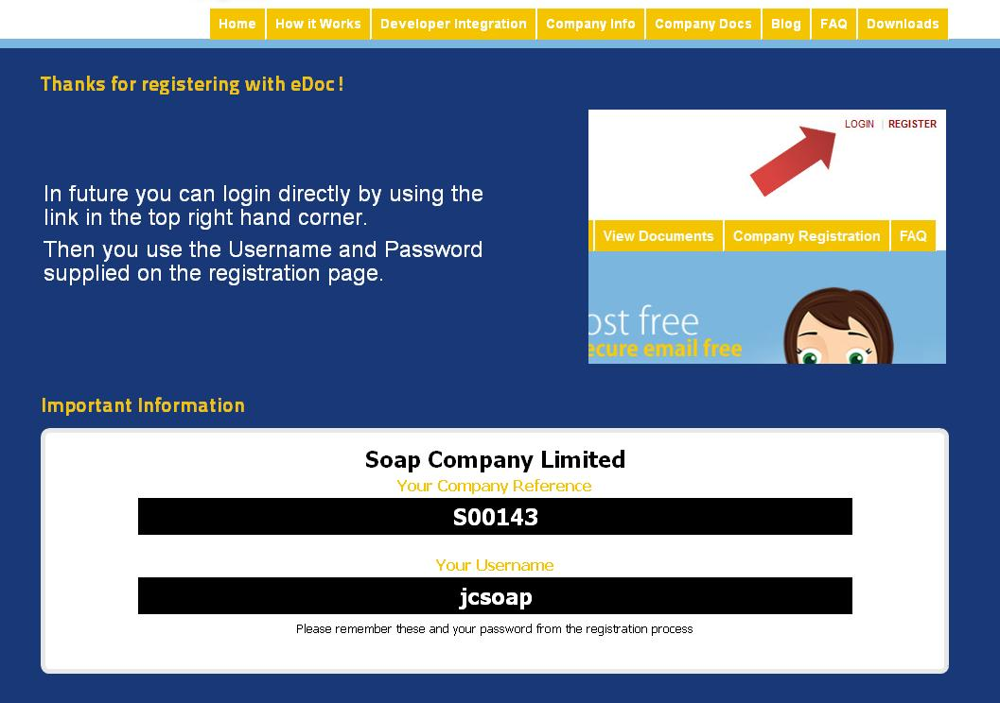 Home
How it Works
Developer Integration
Company Info
Company Docs
Blog
FAQ
Downloads
Thanks for registering with eDoc!
In future you can login directly by using the
link in the top right hand corner.
Then you use the Username and Password
supplied on the registration page.
LOGIN | REGISTER
View Documents
Company Registration
FAQ
ost free
ecure email free
Important Information
Soap Company Limited
Your Company Reference
S00143
Your Username
jcsoap
Please remember these and your password from the registration process